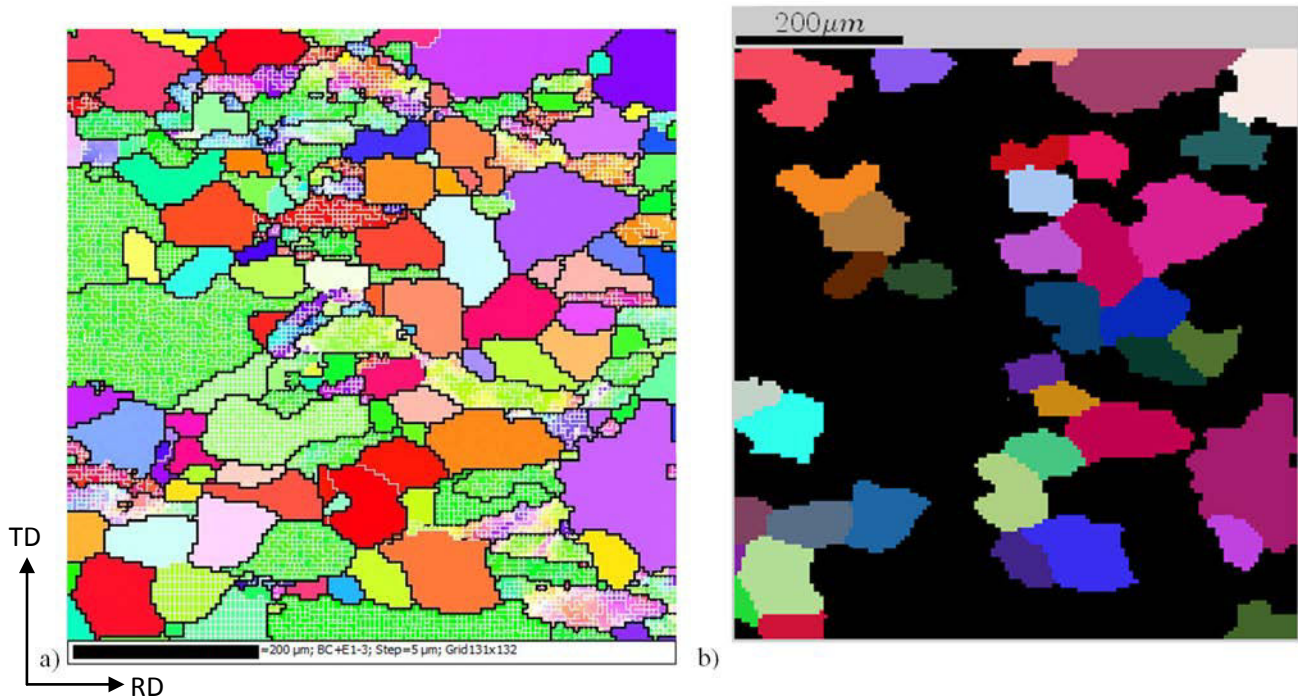 200μm
TD
a)
=200 µm; BC+E1-3; Step=5 µm; Grid131x132
b)
RD